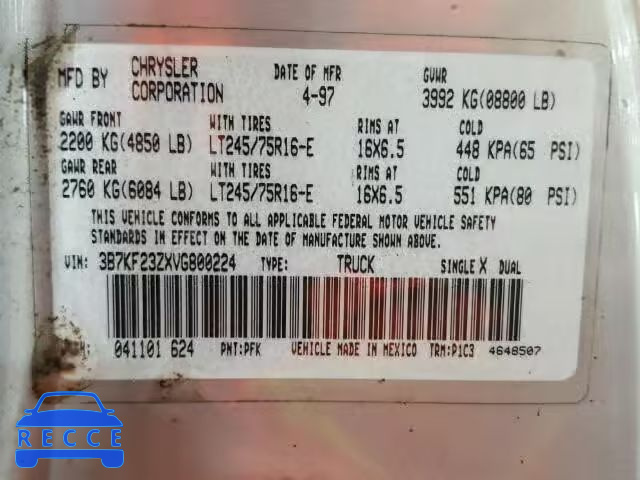 MFD BY CHRYSLER CORPORATION DATE OF MFR 4-97 GVWR 3992 KG(08800 LB)
GAWR FRONT WITH TIRES RIMS AT COLD
2200 KG(4850 LB) LT245/75R16-E 16X6.5 448 KPA(65 PSI)
GAWR REAR WITH TIRES RIMS AT COLD
2760 KG(6084 LB) LT245/75R16-E 16X6.5 551 KPA(80 PSI)
THIS VEHICLE CONFORMS TO ALL APPLICABLE FEDERAL MOTOR VEHICLE SAFETY
STANDARDS IN EFFECT ON THE DATE OF MANUFACTURE SHOWN ABOVE.
VIN: 3B7KF23ZXVG800224 TYPE: TRUCK SINGLE X DUAL
041101 624 PNT:PFK VEHICLE MADE IN MEXICO TRM:P1C3 4648507
RECCE